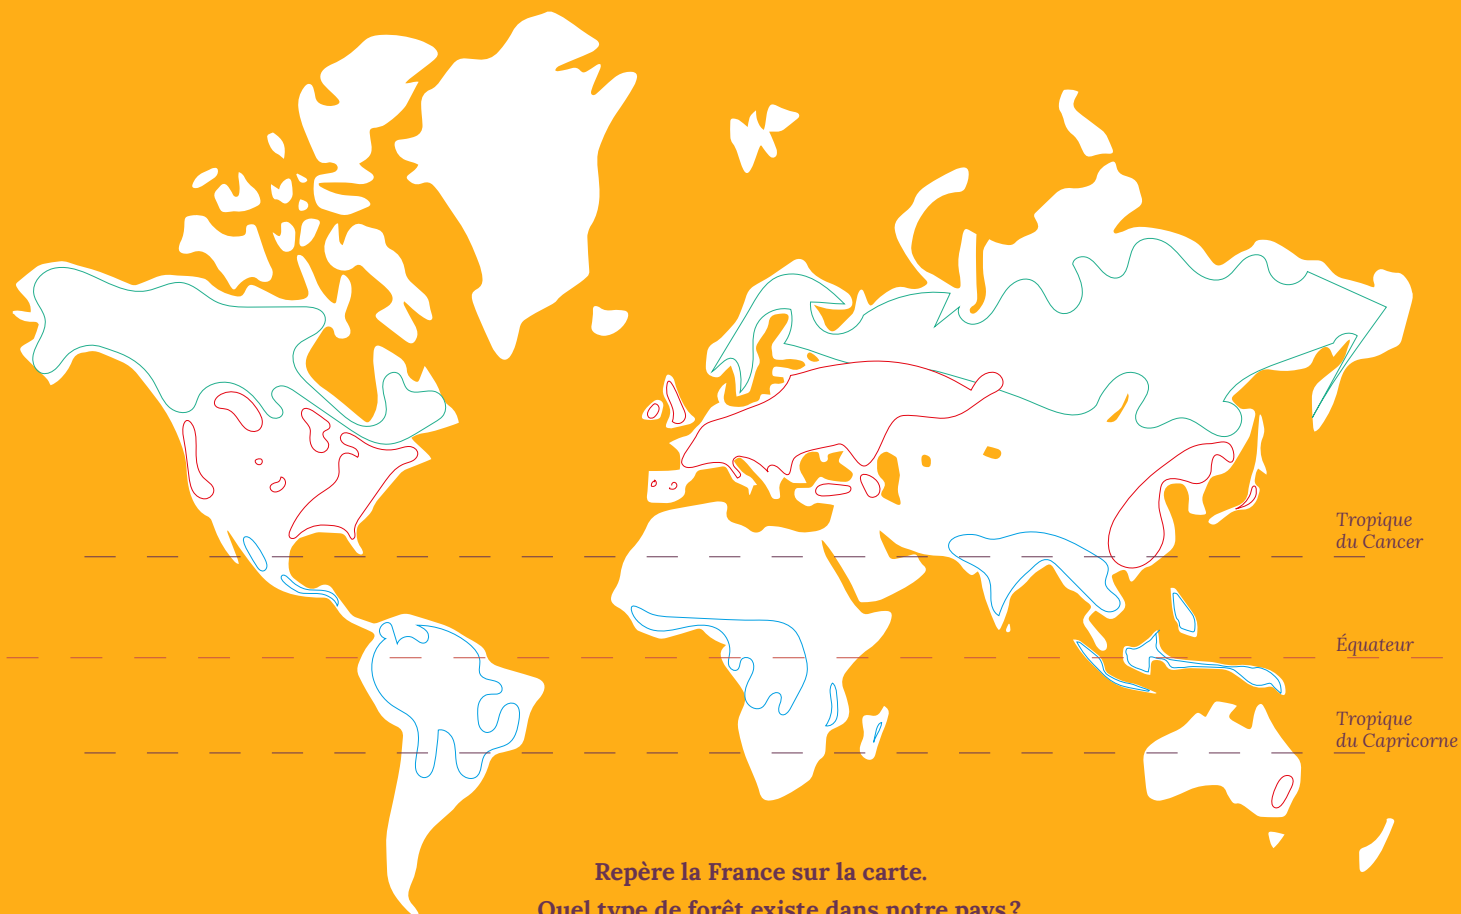 Tropique
du Cancer
Équateur
Tropique
du Capricorne
Repère la France sur la carte.
Quel type de forêt existe dans notre pays ?